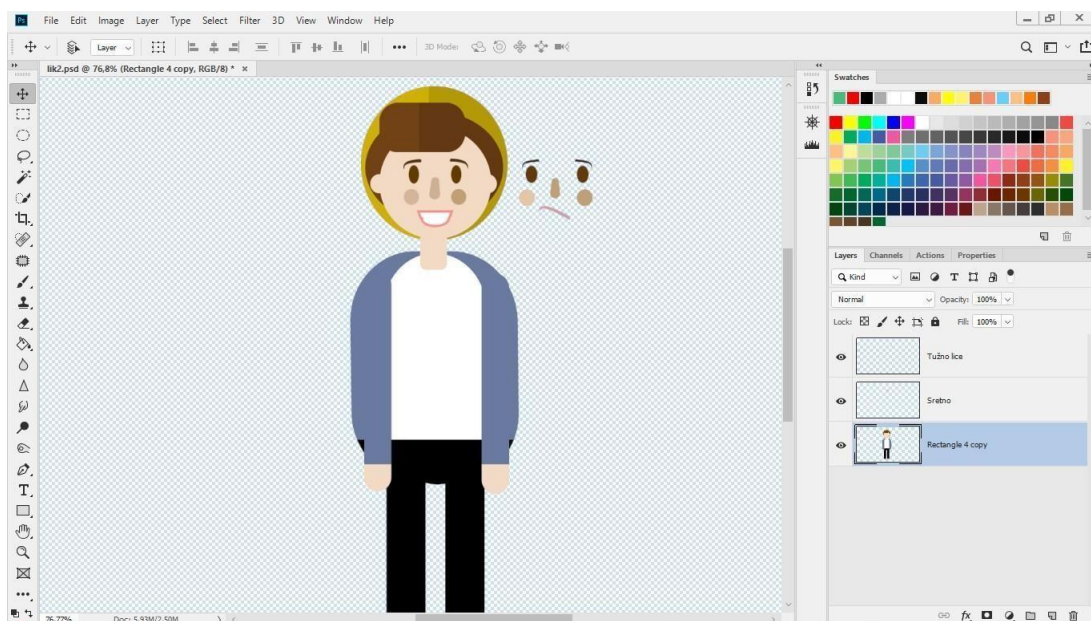 Ps File Edit Image Layer Type Select Filter 3D View Window Help
Layer 3D Mode:
lik2.psd @ 76,8% (Rectangle 4 copy, RGB/8) * ×
Swatches
Layers Channels Actions Properties
Kind
Normal Opacity: 100%
Lock: Fill: 100%
Tužno lice
Sretno
Rectangle 4 copy
fx
76,77% Doc: 5,93M/2,50M